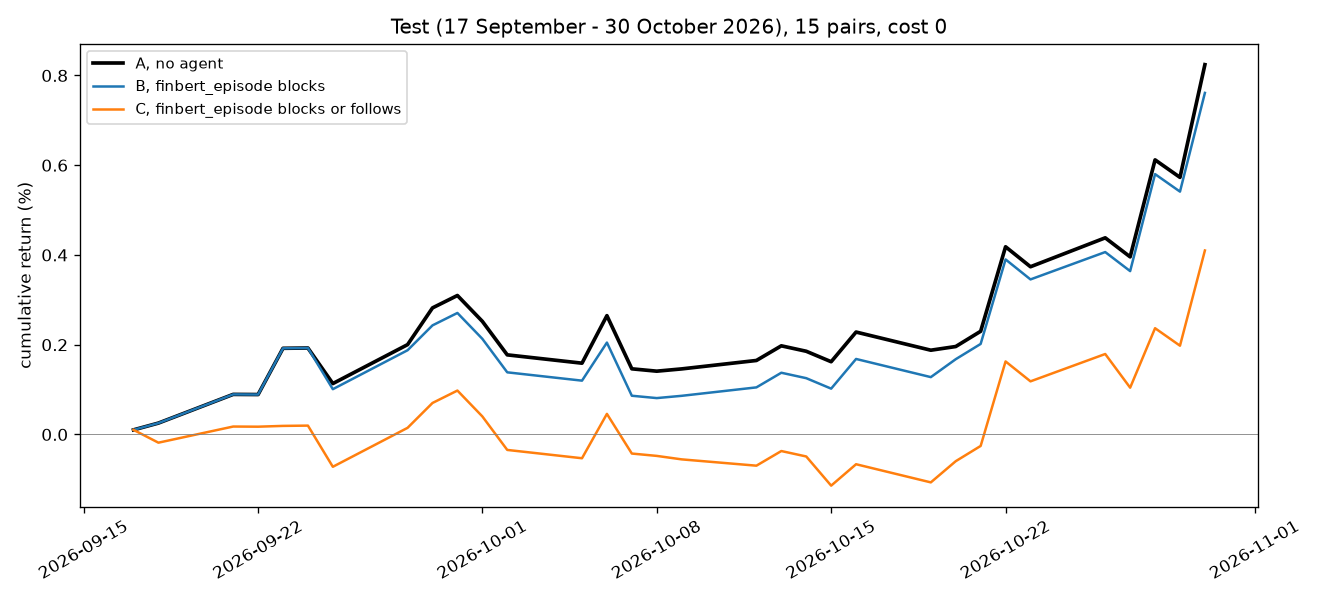 Test (17 September - 30 October 2026), 15 pairs, cost 0
A, no agent
B, finbert_episode blocks
C, finbert_episode blocks or follows
cumulative return (%)
0.8
0.6
0.4
0.2
0.0
2026-09-15
2026-09-22
2026-10-01
2026-10-08
2026-10-15
2026-10-22
2026-11-01